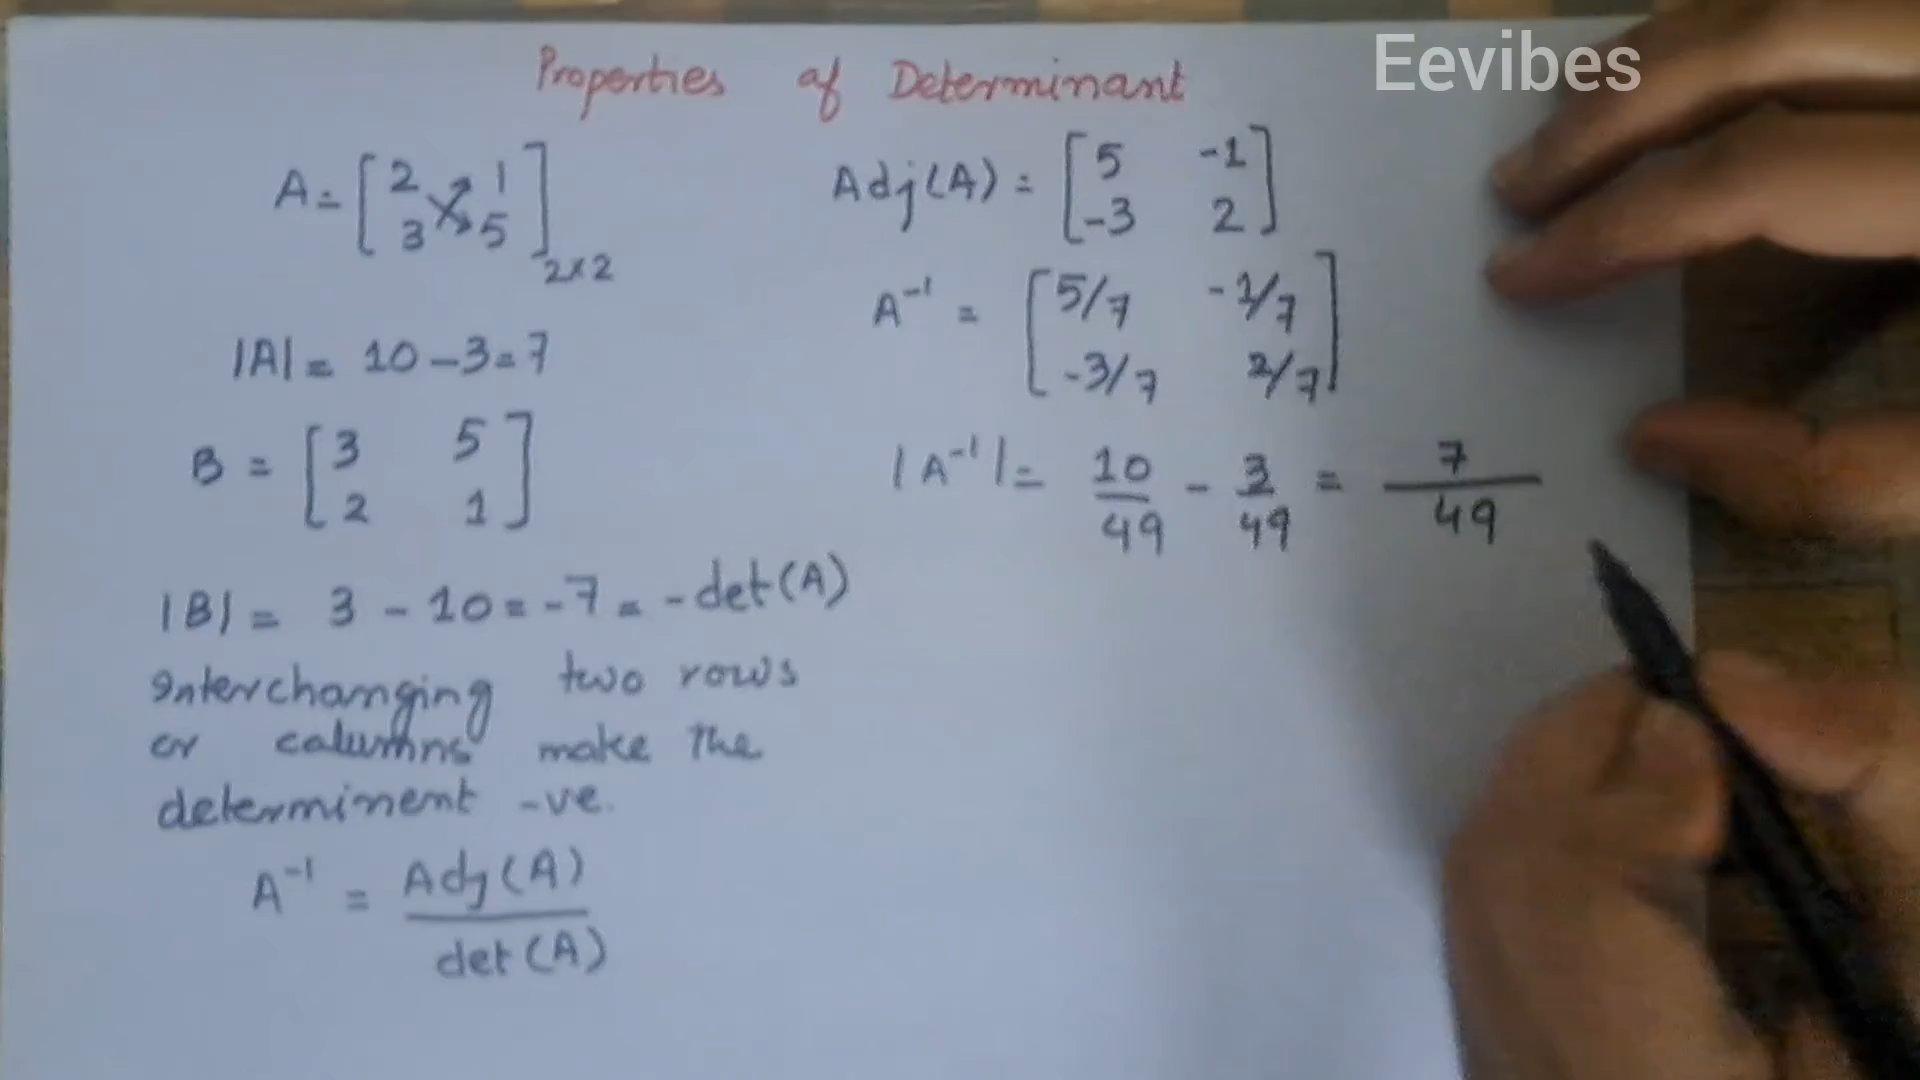 Eevibes
Properties of Determinant
A = [ 2 1
3 5 ] 2x2
|A| = 10 - 3 = 7
B = [ 3 5
2 1 ]
|B| = 3 - 10 = -7 = -det(A)
Interchanging two rows
or columns make the
determinent -ve.
A⁻¹ = Adj(A)
det(A)
Adj(A) = [ 5 -1
-3 2 ]
A⁻¹ = [ 5/7 -1/7
-3/7 2/7 ]
|A⁻¹| = 10/49 - 3/49 = 7/49